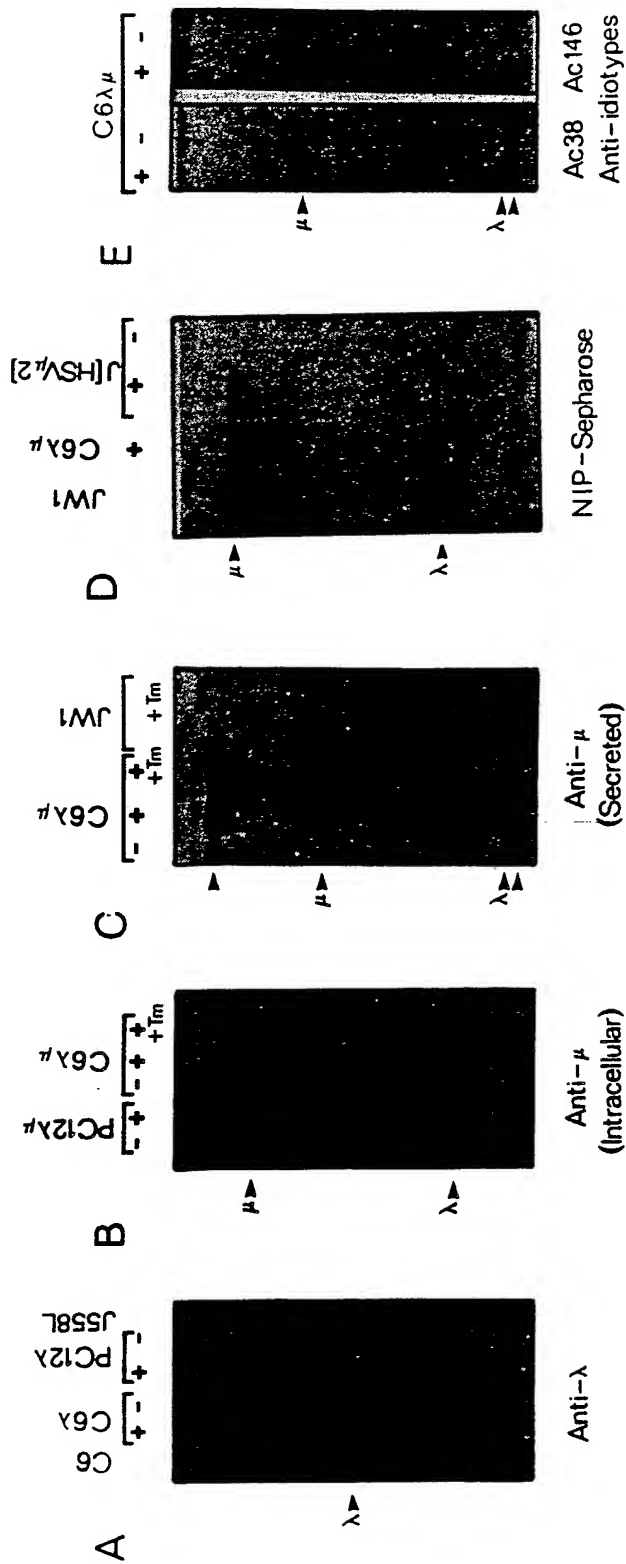 A
C6 C6λ PC12λ J558L
+ - + -
λ
Anti-λ
B
PC12λμ C6λμ
- + - + +
+Tm
μ
λ
Anti-μ
(Intracellular)
C
C6λμ JW1
- + +
+Tm +Tm
μ
λ
Anti-μ
(Secreted)
D
JW1 C6λμ J[HSVμ2]
+ + -
μ
λ
NIP-Sepharose
E
C6λμ
+ - + -
μ
λ
Ac38 Ac146
Anti-idiotypes